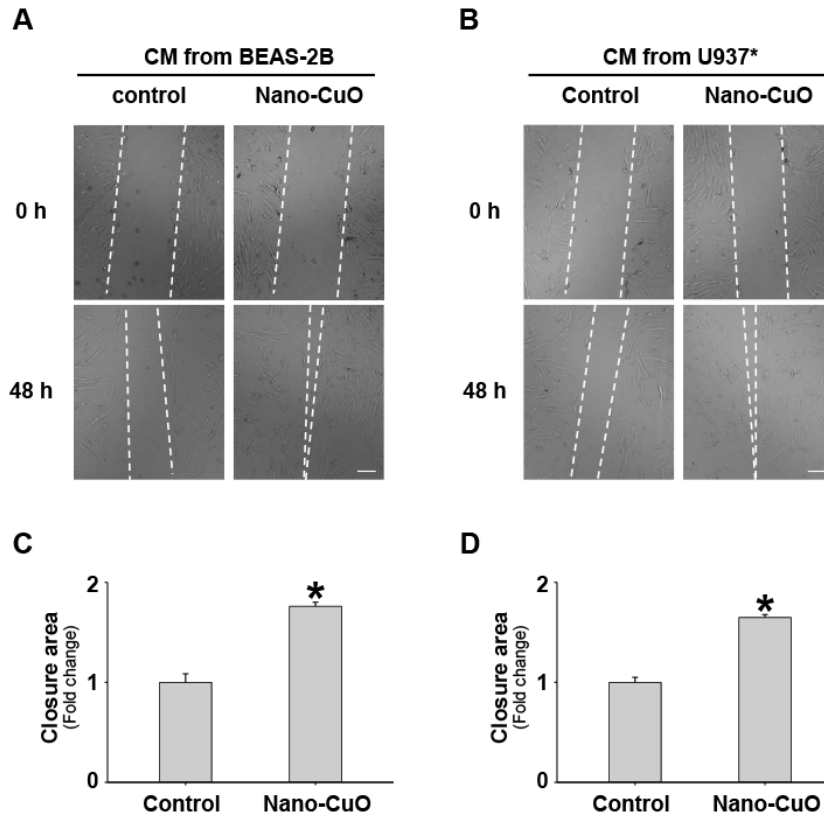 A
CM from BEAS-2B
control Nano-CuO
0 h
48 h
B
CM from U937*
Control Nano-CuO
0 h
48 h
C
Closure area
(Fold change)
2
*
1
0
Control Nano-CuO
D
Closure area
(Fold change)
2
*
1
0
Control Nano-CuO